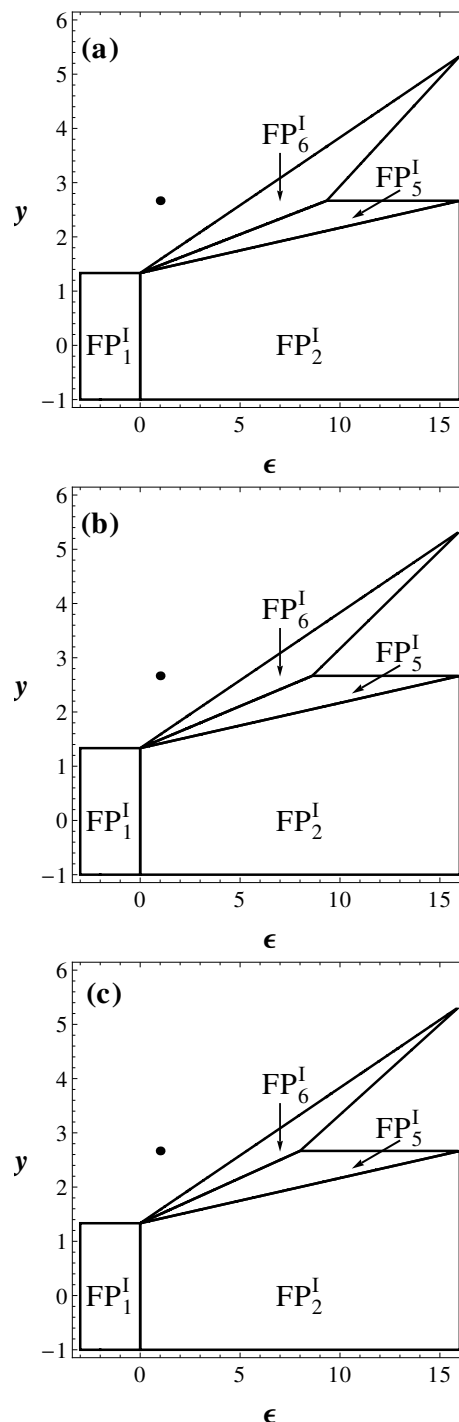 (a)
6
5
4
3
2
1
0
−1
y
FP₆ᴵ
FP₅ᴵ
FP₁ᴵ
FP₂ᴵ
0 5 10 15
ϵ
(b)
6
5
4
3
2
1
0
−1
y
FP₆ᴵ
FP₅ᴵ
FP₁ᴵ
FP₂ᴵ
0 5 10 15
ϵ
(c)
6
5
4
3
2
1
0
−1
y
FP₆ᴵ
FP₅ᴵ
FP₁ᴵ
FP₂ᴵ
0 5 10 15
ϵ